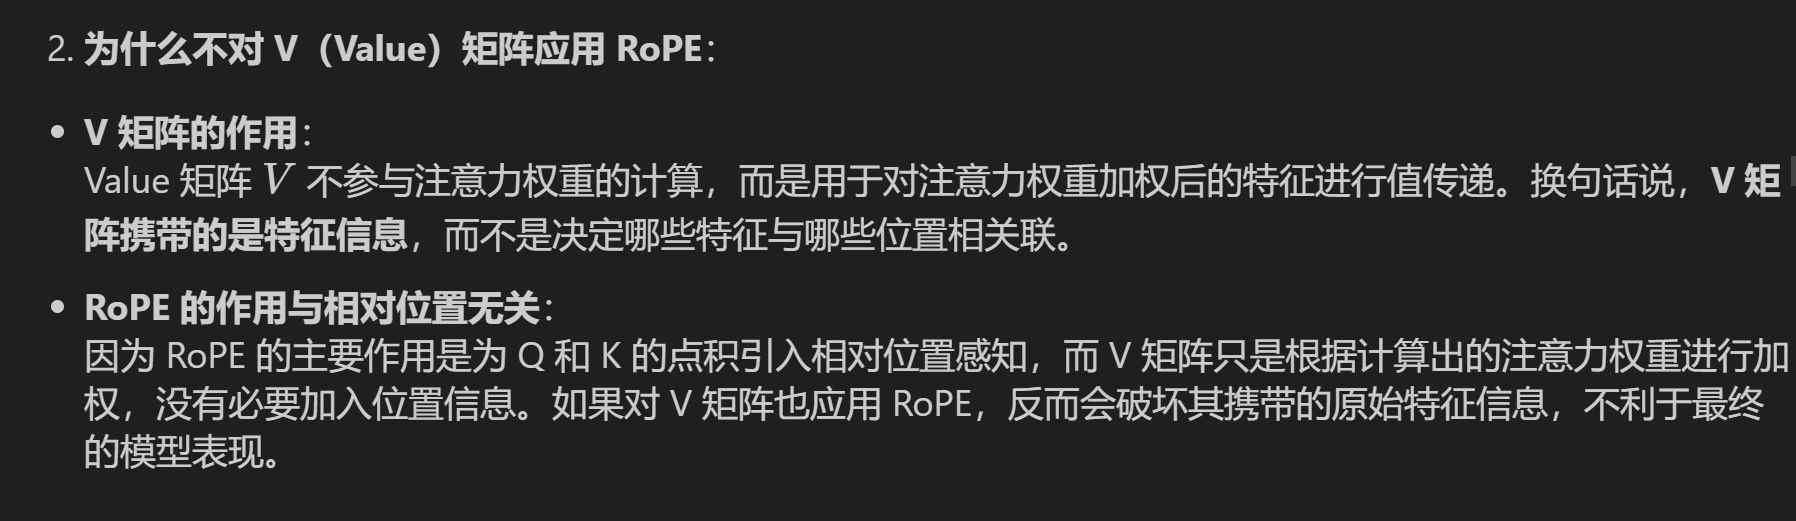 2. 为什么不对 V（Value）矩阵应用 RoPE：
• V 矩阵的作用：
Value 矩阵 V 不参与注意力权重的计算，而是用于对注意力权重加权后的特征进行值传递。换句话说，V 矩
阵携带的是特征信息，而不是决定哪些特征与哪些位置相关联。
• RoPE 的作用与相对位置无关：
因为 RoPE 的主要作用是为 Q 和 K 的点积引入相对位置感知，而 V 矩阵只是根据计算出的注意力权重进行加
权，没有必要加入位置信息。如果对 V 矩阵也应用 RoPE，反而会破坏其携带的原始特征信息，不利于最终
的模型表现。